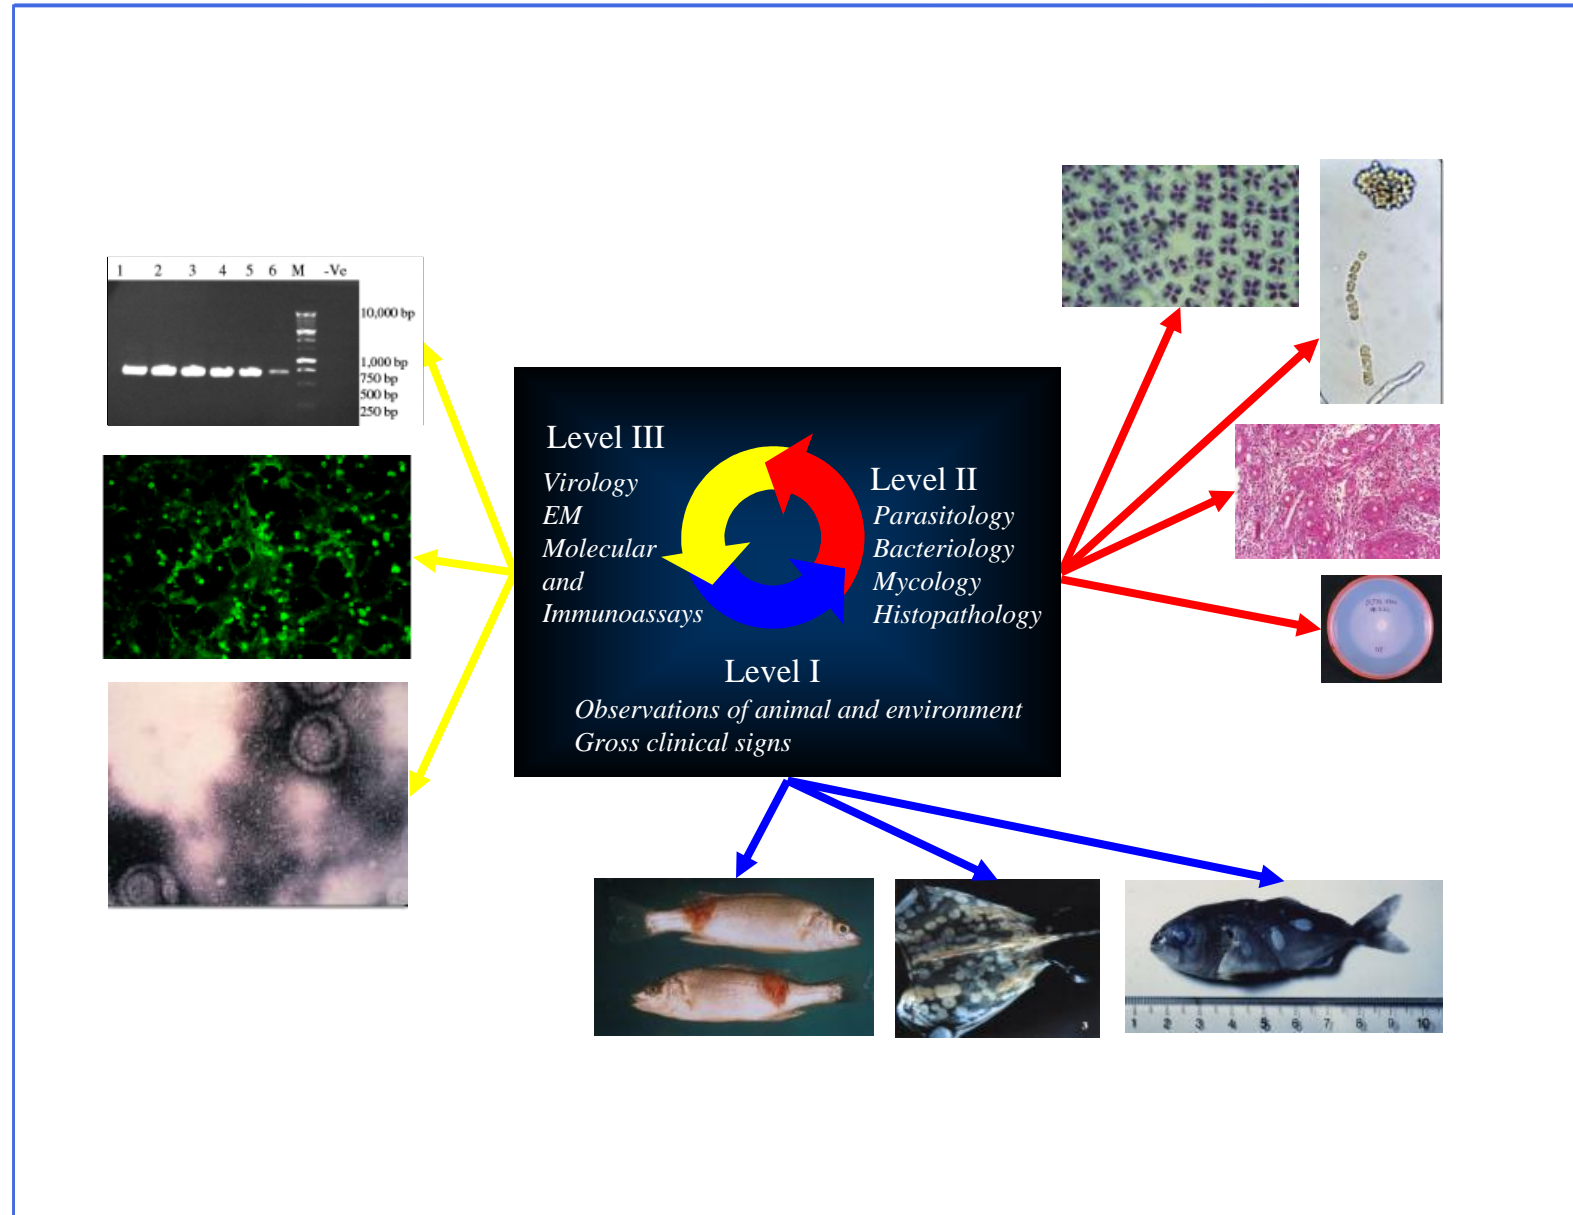 1 2 3 4 5 6 M -Ve
10,000 bp
1,000 bp
750 bp
500 bp
250 bp
Level III
Virology
EM
Molecular
and
Immunoassays
Level II
Parasitology
Bacteriology
Mycology
Histopathology
Level I
Observations of animal and environment
Gross clinical signs
3
1 2 3 4 5 6 7 8 9 10